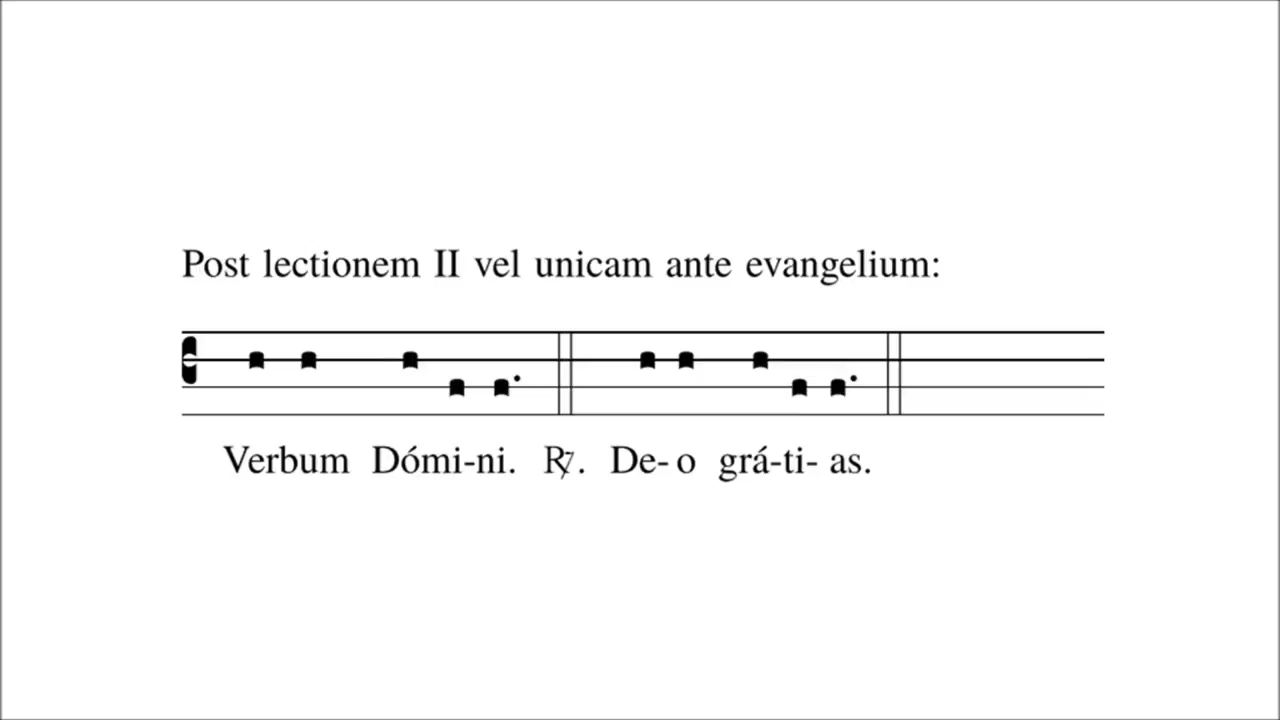 Post lectionem II vel unicam ante evangelium:
Verbum Dómi-ni. ℟. De- o grá-ti- as.